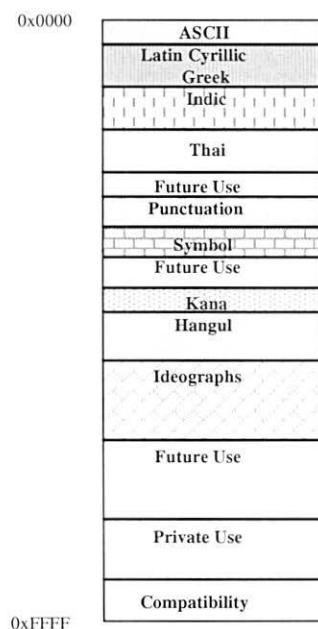 0x0000
ASCII
Latin Cyrillic
Greek
Indic
Thai
Future Use
Punctuation
Symbol
Future Use
Kana
Hangul
Ideographs
Future Use
Private Use
Compatibility
0xFFFF